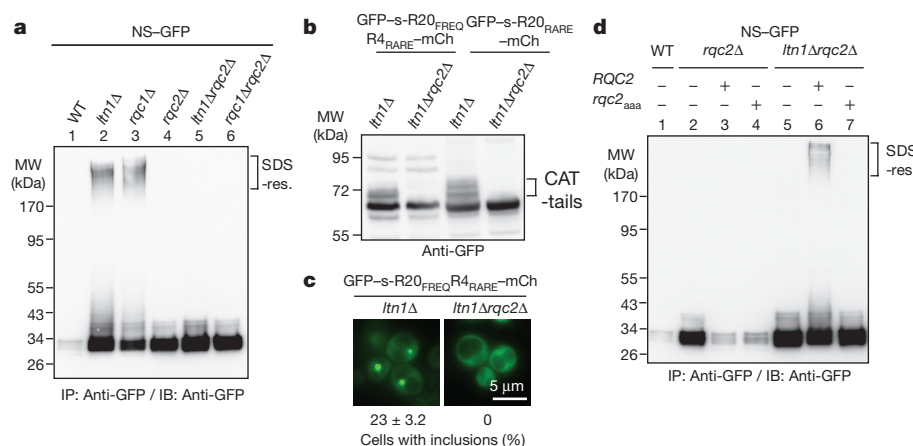 a
NS–GFP
WT
ltn1Δ
rqc1Δ
rqc2Δ
ltn1Δrqc2Δ
rqc1Δrqc2Δ
1 2 3 4 5 6
MW
(kDa)
170
95
55
43
34
26
SDS
-res.
IP: Anti-GFP / IB: Anti-GFP
b
GFP–s-R20FREQ
R4RARE–mCh
GFP–s-R20RARE
–mCh
ltn1Δ
ltn1Δrqc2Δ
ltn1Δ
ltn1Δrqc2Δ
MW
(kDa)
95
72
55
CAT
-tails
Anti-GFP
c
GFP–s-R20FREQR4RARE–mCh
ltn1Δ ltn1Δrqc2Δ
5 μm
23 ± 3.2 0
Cells with inclusions (%)
d
NS–GFP
WT rqc2Δ ltn1Δrqc2Δ
RQC2 – – + – – + –
rqc2aaa – – – + – – +
1 2 3 4 5 6 7
MW
(kDa)
170
95
55
43
34
26
SDS
-res.
IP: Anti-GFP / IB: Anti-GFP